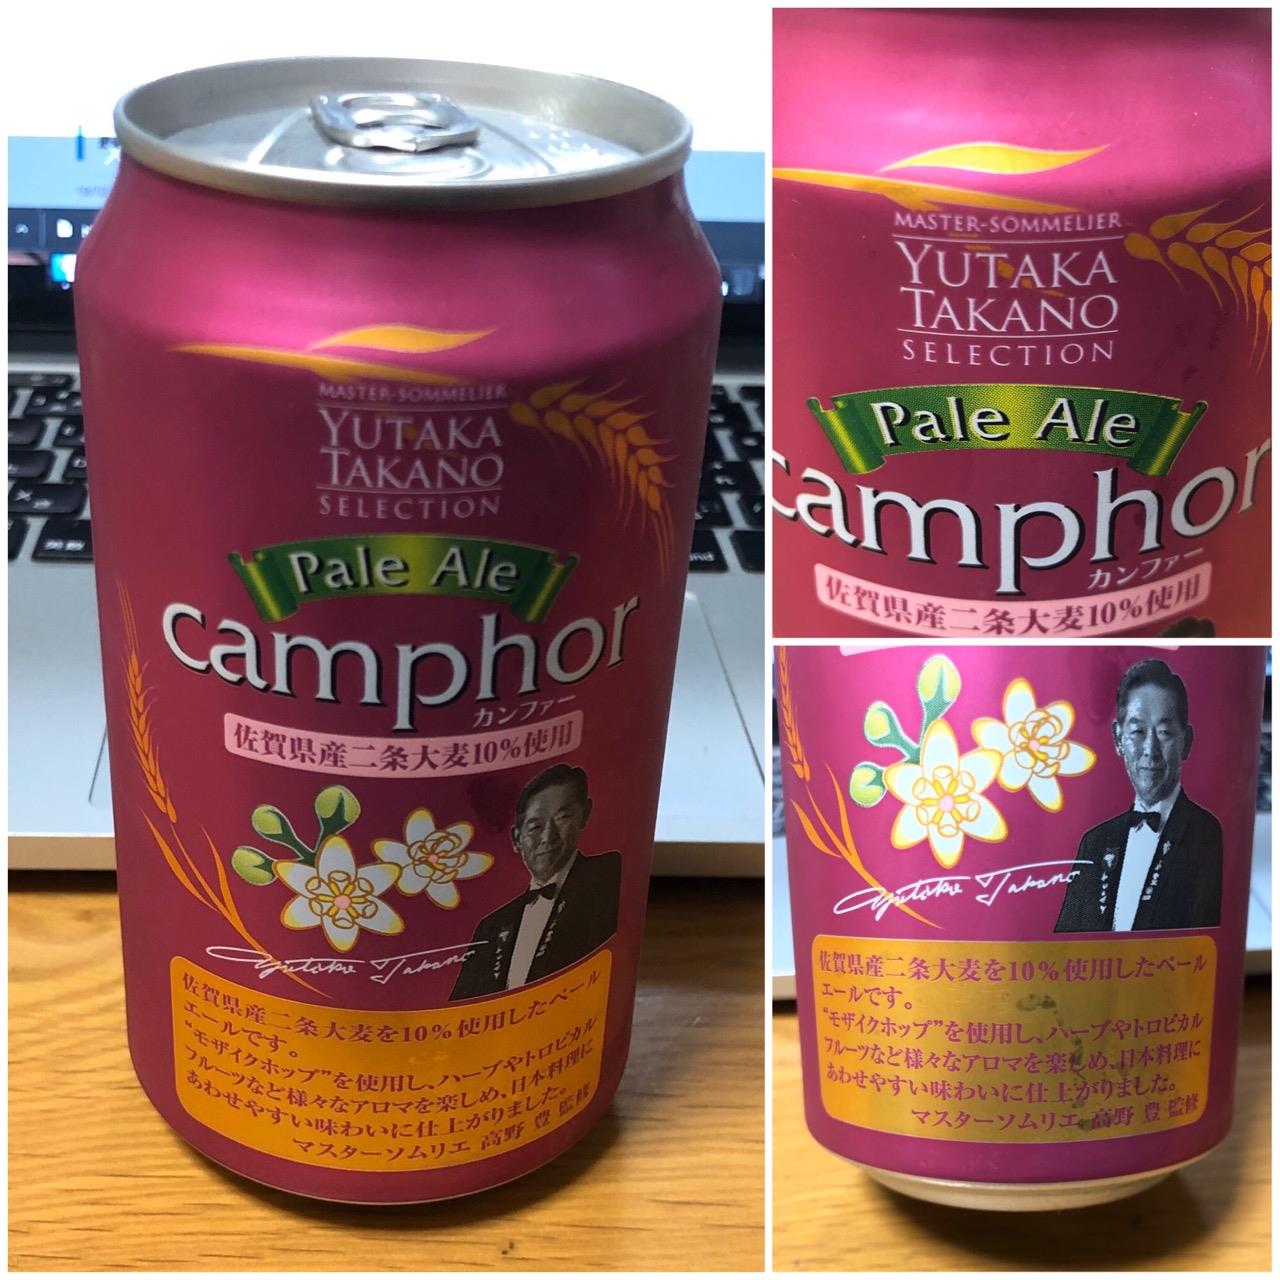 MASTER-SOMMELIER
YUTAKA
TAKANO
SELECTION
Pale Ale
camphor
カンファー
佐賀県産二条大麦10%使用
Yutaka Takano
佐賀県産二条大麦を10%使用したペール
エールです。
“モザイクホップ”を使用し、ハーブやトロピカル
フルーツなど様々なアロマを楽しめ、日本料理に
あわせやすい味わいに仕上がりました。
マスターソムリエ 高野 豊 監修
MASTER-SOMMELIER
YUTAKA
TAKANO
SELECTION
Pale Ale
camphor
カンファー
佐賀県産二条大麦10%使用
Yutaka Takano
佐賀県産二条大麦を10%使用したペール
エールです。
“モザイクホップ”を使用し、ハーブやトロピカル
フルーツなど様々なアロマを楽しめ、日本料理に
あわせやすい味わいに仕上がりました。
マスターソムリエ 高野 豊 監修